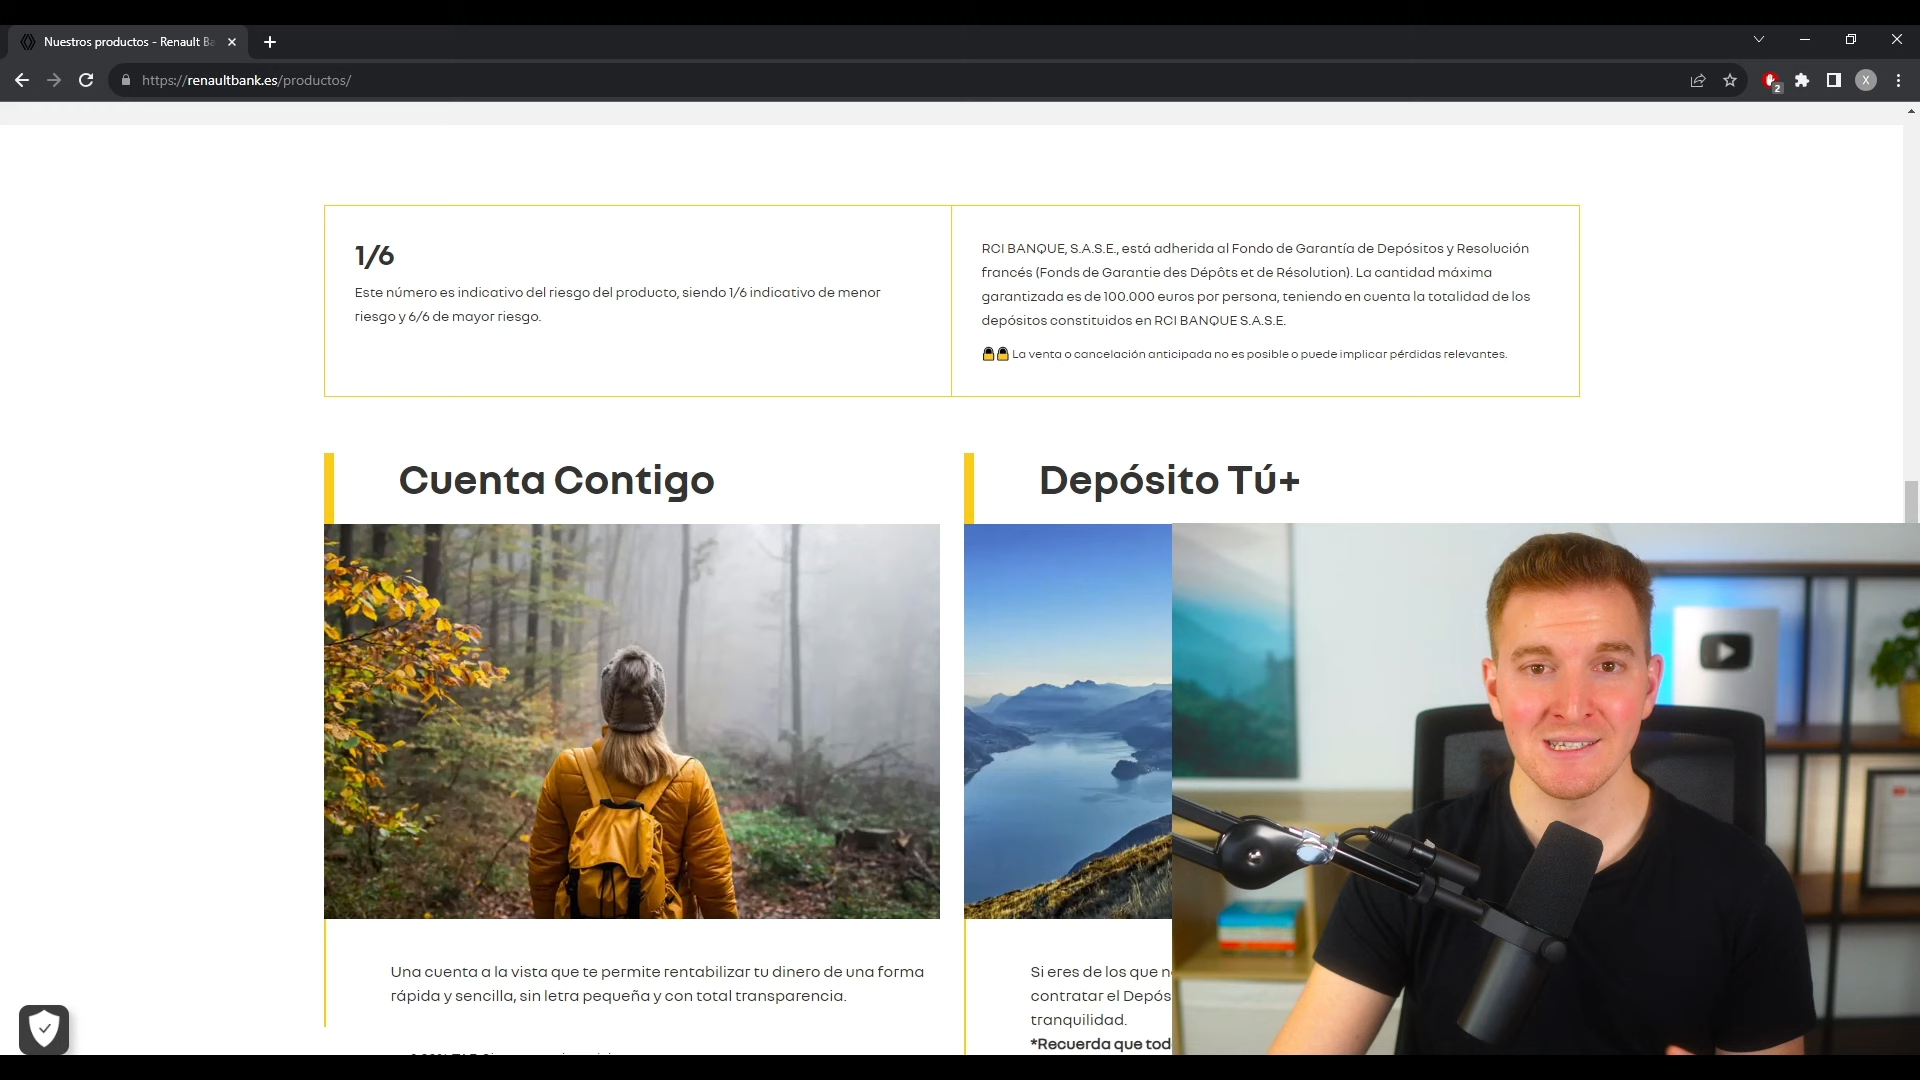 Nuestros productos - Renault Ba
https://renaultbank.es/productos/
2
X
1/6
Este número es indicativo del riesgo del producto, siendo 1/6 indicativo de menor
riesgo y 6/6 de mayor riesgo.
RCI BANQUE, S.A.S.E., está adherida al Fondo de Garantía de Depósitos y Resolución
francés (Fonds de Garantie des Dépôts et de Résolution). La cantidad máxima
garantizada es de 100.000 euros por persona, teniendo en cuenta la totalidad de los
depósitos constituidos en RCI BANQUE S.A.S.E.
La venta o cancelación anticipada no es posible o puede implicar pérdidas relevantes.
Cuenta Contigo
Depósito Tú+
Una cuenta a la vista que te permite rentabilizar tu dinero de una forma
rápida y sencilla, sin letra pequeña y con total transparencia.
Si eres de los que n
contratar el Depós
tranquilidad.
*Recuerda que tod